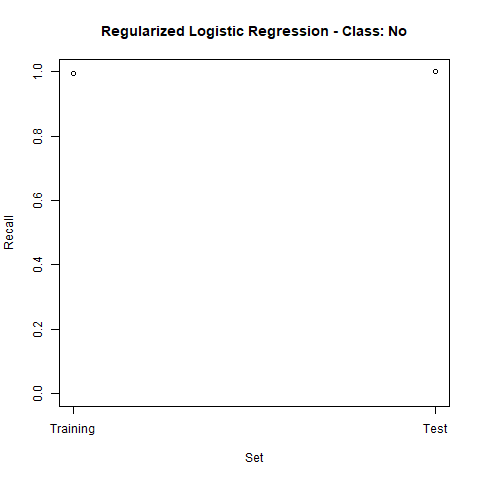 Regularized Logistic Regression - Class: No
Recall
1.0
0.8
0.6
0.4
0.2
0.0
Training
Test
Set